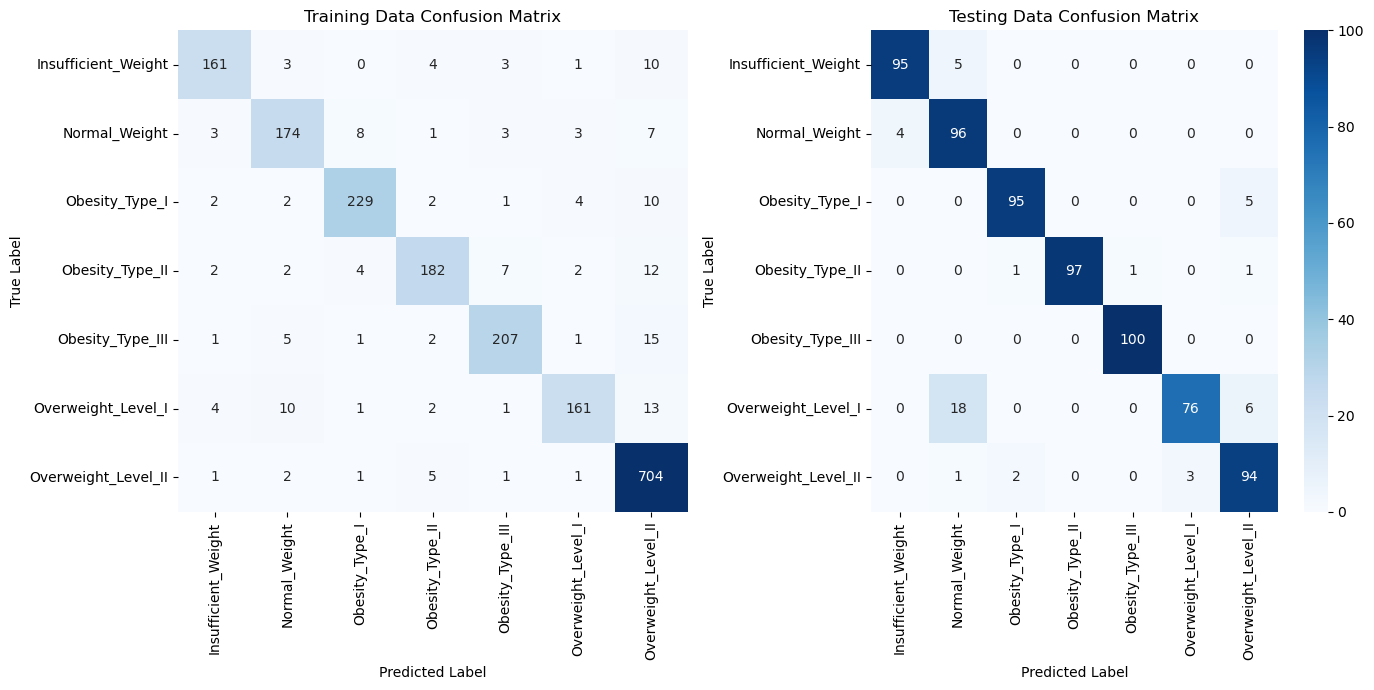 Training Data Confusion Matrix
True Label
Insufficient_Weight 161 3 0 4 3 1 10
Normal_Weight 3 174 8 1 3 3 7
Obesity_Type_I 2 2 229 2 1 4 10
Obesity_Type_II 2 2 4 182 7 2 12
Obesity_Type_III 1 5 1 2 207 1 15
Overweight_Level_I 4 10 1 2 1 161 13
Overweight_Level_II 1 2 1 5 1 1 704
Insufficient_Weight
Normal_Weight
Obesity_Type_I
Obesity_Type_II
Obesity_Type_III
Overweight_Level_I
Overweight_Level_II
Predicted Label
Testing Data Confusion Matrix
True Label
Insufficient_Weight 95 5 0 0 0 0 0
Normal_Weight 4 96 0 0 0 0 0
Obesity_Type_I 0 0 95 0 0 0 5
Obesity_Type_II 0 0 1 97 1 0 1
Obesity_Type_III 0 0 0 0 100 0 0
Overweight_Level_I 0 18 0 0 0 76 6
Overweight_Level_II 0 1 2 0 0 3 94
Insufficient_Weight
Normal_Weight
Obesity_Type_I
Obesity_Type_II
Obesity_Type_III
Overweight_Level_I
Overweight_Level_II
Predicted Label
100
80
60
40
20
0